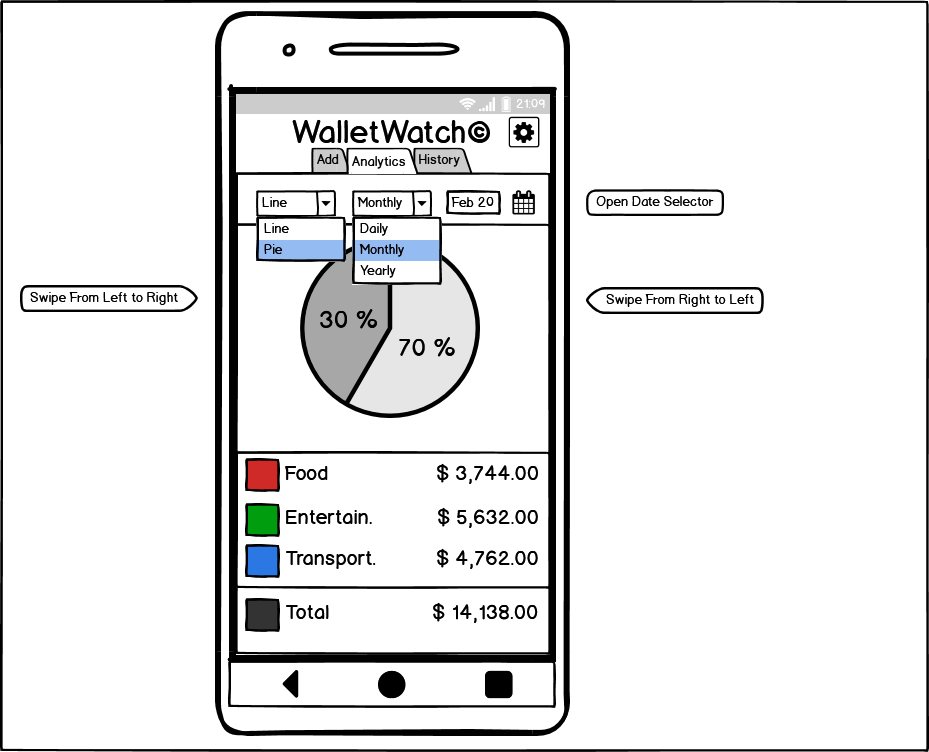 21:09
WalletWatch©
Add Analytics History
Line Monthly Feb 20
Open Date Selector
Line
Pie
Daily
Monthly
Yearly
Swipe From Left to Right
Swipe From Right to Left
30 %
70 %
Food $ 3,744.00
Entertain. $ 5,632.00
Transport. $ 4,762.00
Total $ 14,138.00